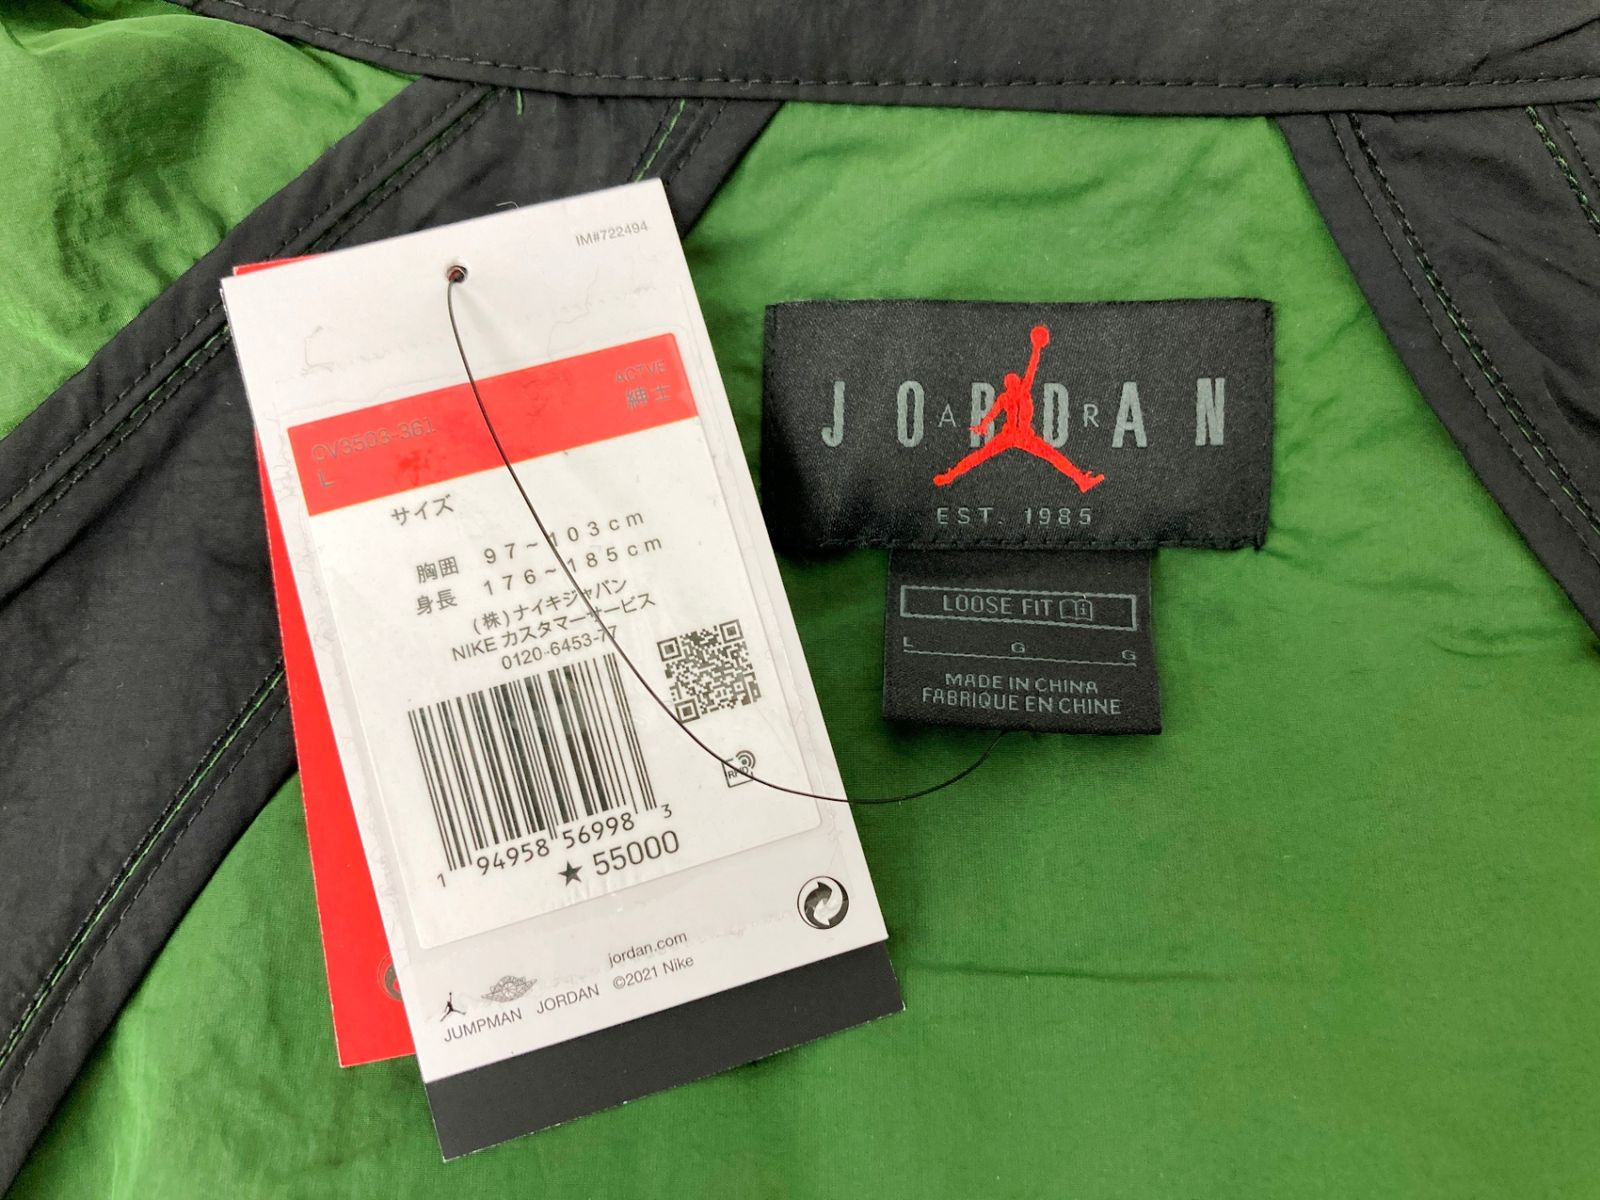 IM#722494
ACTVE
紳士
CV3503-361
L
サイズ
胸囲 97~103cm
身長 176~185cm
(株)ナイキジャパン
NIKE カスタマーサービス
0120-6453-77
RFID
1 94958 56998 3
★ 55000
jordan.com
JUMPMAN JORDAN ©2021 Nike
JORDAN
AIR
EST. 1985
LOOSE FIT
L G G
MADE IN CHINA
FABRIQUE EN CHINE